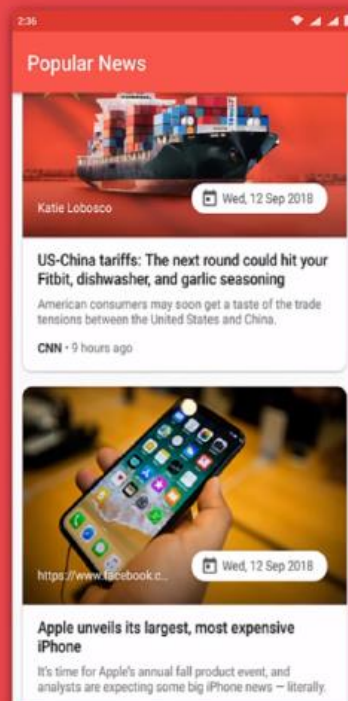 2:36
Popular News
Katie Lobosco
Wed, 12 Sep 2018
US-China tariffs: The next round could hit your
Fitbit, dishwasher, and garlic seasoning
American consumers may soon get a taste of the trade
tensions between the United States and China.
CNN • 9 hours ago
https://www.facebook.c...
Wed, 12 Sep 2018
Apple unveils its largest, most expensive
iPhone
It's time for Apple's annual fall product event, and
analysts are expecting some big iPhone news — literally.